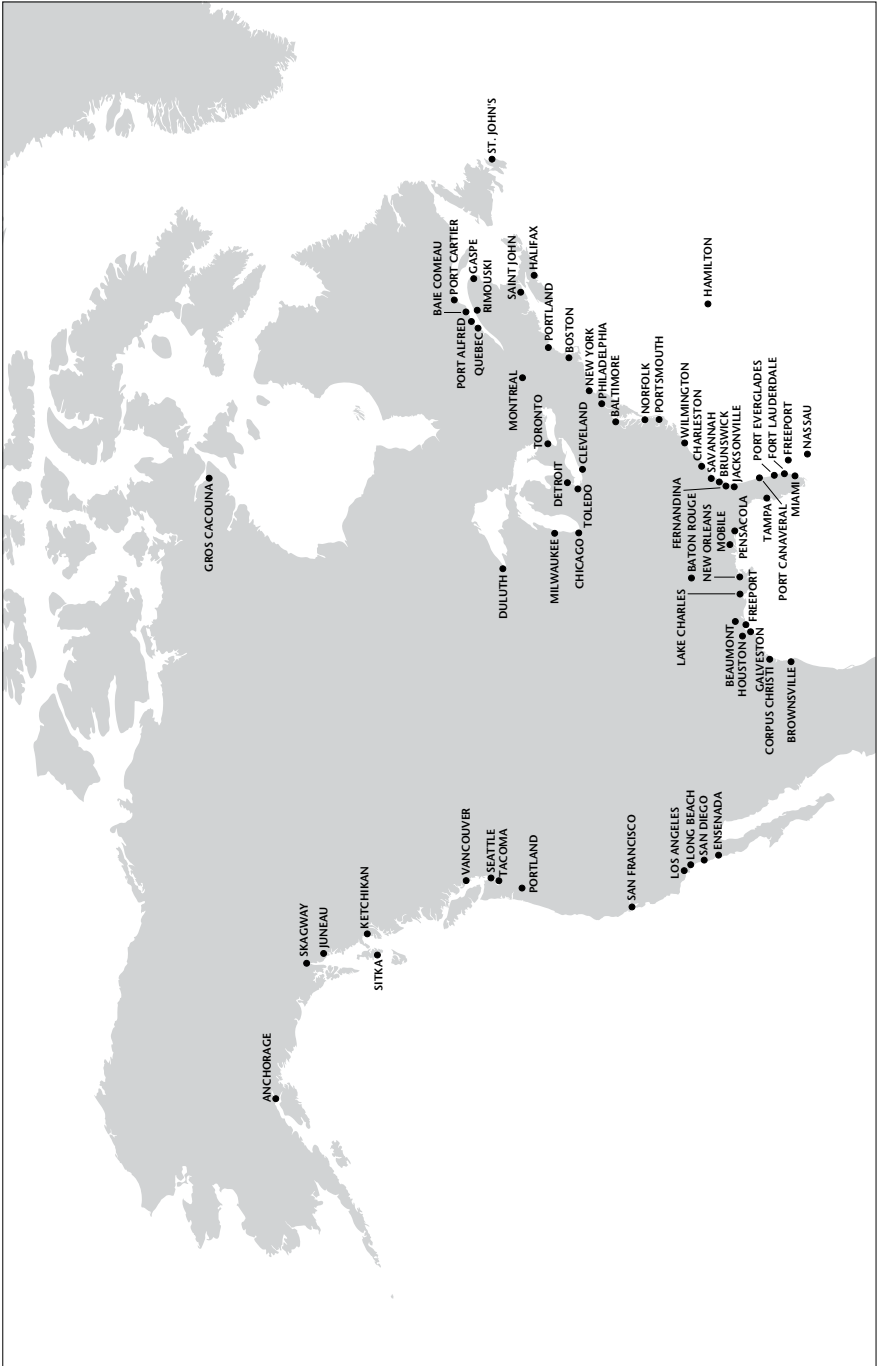 ANCHORAGE
SKAGWAY
JUNEAU
SITKA
KETCHIKAN
VANCOUVER
SEATTLE
TACOMA
PORTLAND
SAN FRANCISCO
LOS ANGELES
LONG BEACH
SAN DIEGO
ENSENADA
GROS CACOUNA
DULUTH
MILWAUKEE
CHICAGO
DETROIT
TOLEDO
CLEVELAND
TORONTO
MONTREAL
BAIE COMEAU
PORT CARTIER
PORT ALFRED
QUEBEC
GASPE
RIMOUSKI
ST. JOHN'S
SAINT JOHN
HALIFAX
PORTLAND
BOSTON
NEW YORK
PHILADELPHIA
BALTIMORE
NORFOLK
PORTSMOUTH
HAMILTON
WILMINGTON
CHARLESTON
SAVANNAH
BRUNSWICK
JACKSONVILLE
FERNANDINA
BATON ROUGE
NEW ORLEANS
MOBILE
PENSACOLA
LAKE CHARLES
BEAUMONT
HOUSTON
FREEPORT
GALVESTON
CORPUS CHRISTI
BROWNSVILLE
TAMPA
PORT CANAVERAL
PORT EVERGLADES
FORT LAUDERDALE
FREEPORT
MIAMI
NASSAU